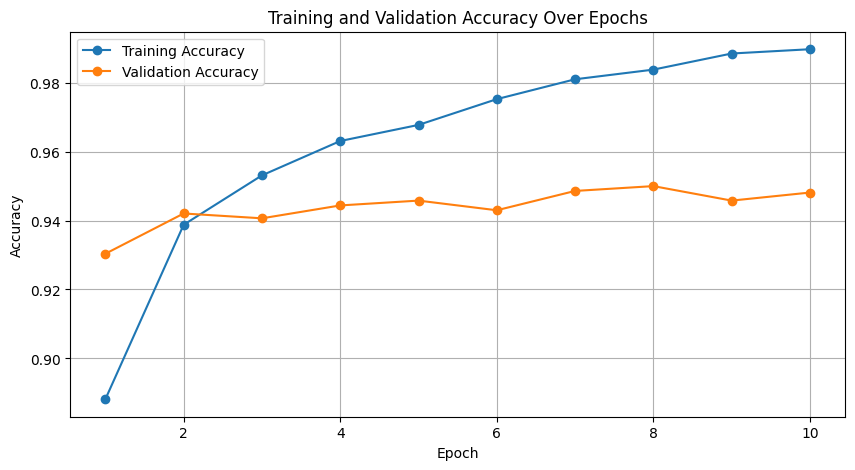 Training and Validation Accuracy Over Epochs
Training Accuracy
Validation Accuracy
0.98
0.96
0.94
0.92
0.90
Accuracy
2 4 6 8 10
Epoch